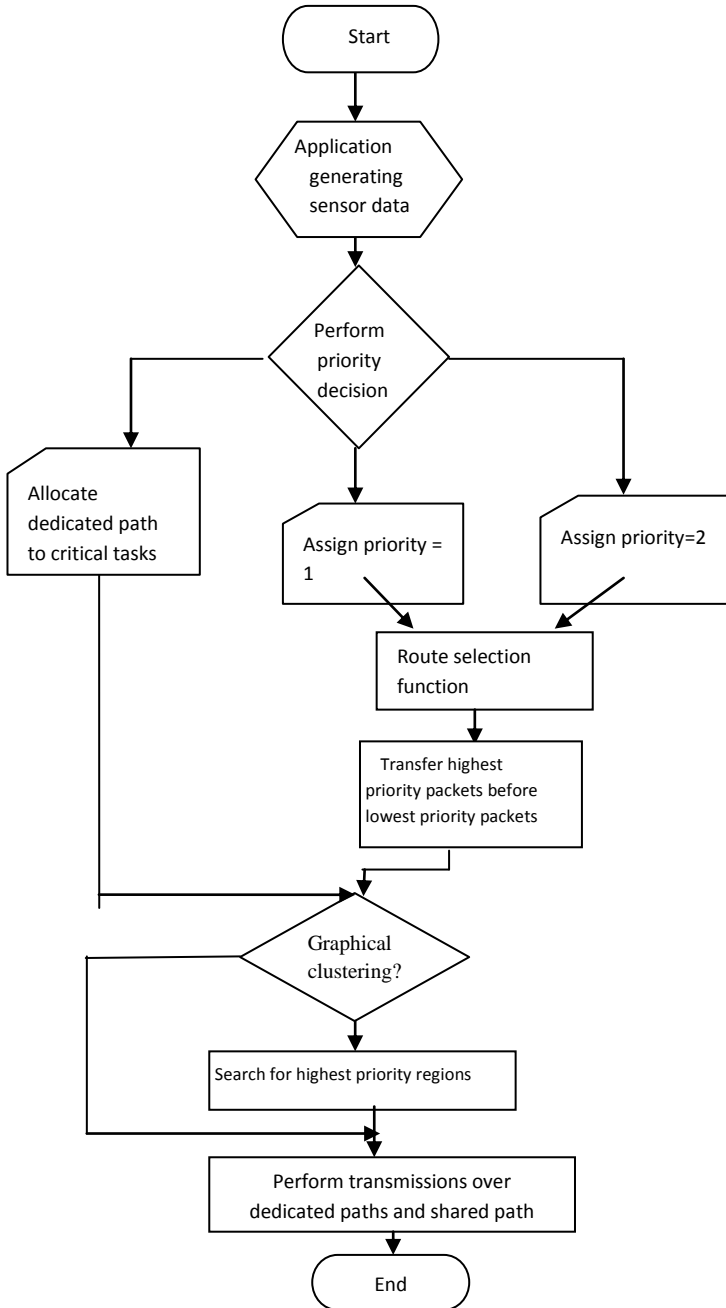 Start
Application
generating
sensor data
Perform
priority
decision
Allocate
dedicated path
to critical tasks
Assign priority =
1
Assign priority=2
Route selection
function
Transfer highest
priority packets before
lowest priority packets
Graphical
clustering?
Search for highest priority regions
Perform transmissions over
dedicated paths and shared path
End